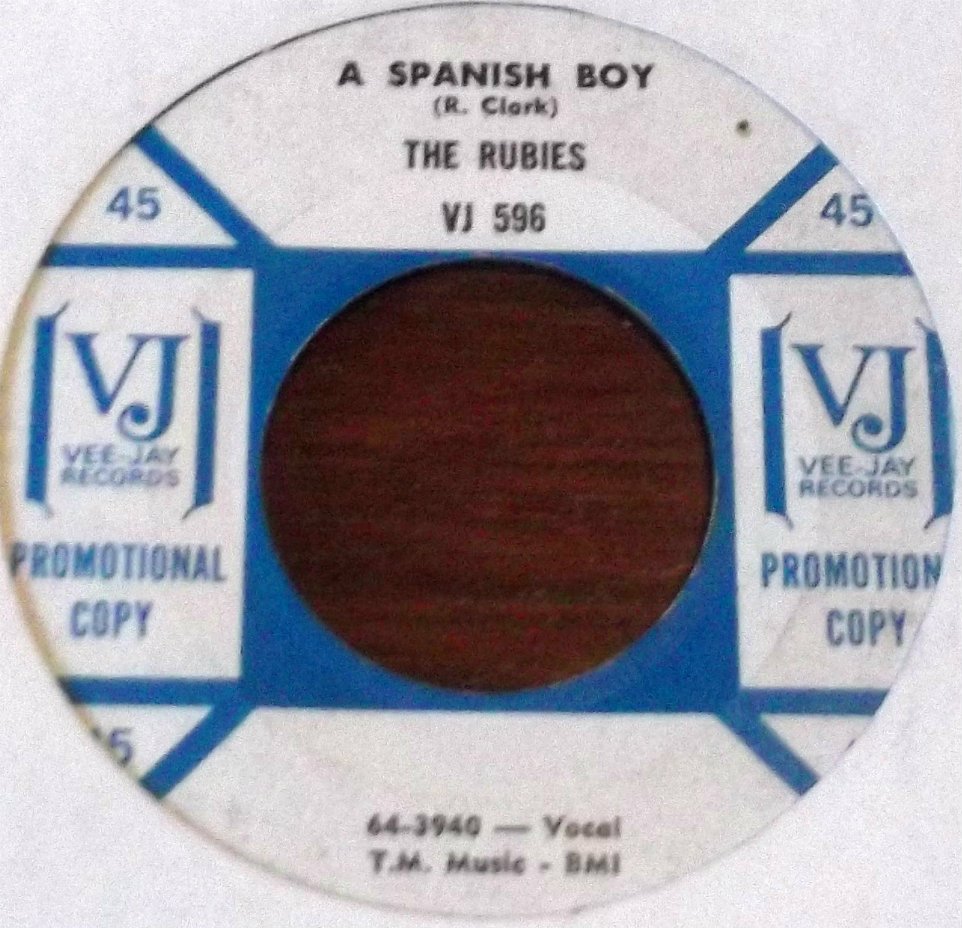 A SPANISH BOY
(R. Clark)
THE RUBIES
VJ 596
45
45
VJ
VEE-JAY
RECORDS
PROMOTIONAL
COPY
VJ
VEE-JAY
RECORDS
PROMOTION
COPY
5
64-3940 — Vocal
T.M. Music - BMI